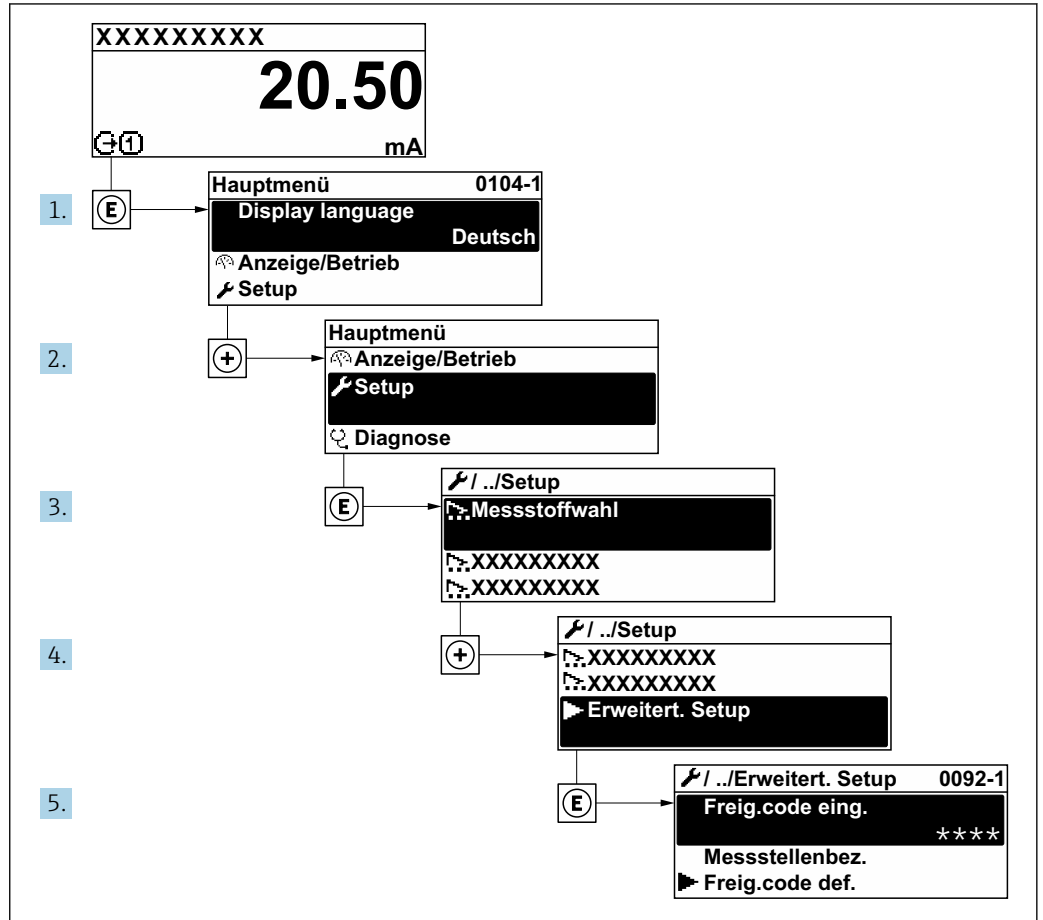 XXXXXXXXX
20.50
mA
1.
E
Hauptmenü 0104-1
Display language
Deutsch
Anzeige/Betrieb
Setup
2.
+
Hauptmenü
Anzeige/Betrieb
Setup
Diagnose
3.
E
/ ../Setup
Messstoffwahl
XXXXXXXXX
XXXXXXXXX
4.
+
/ ../Setup
XXXXXXXXX
XXXXXXXXX
Erweitert. Setup
5.
E
/ ../Erweitert. Setup 0092-1
Freig.code eing.
****
Messstellenbez.
Freig.code def.